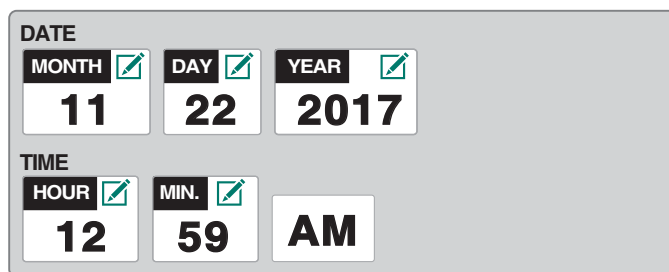 DATE
MONTH DAY YEAR
11 22 2017
TIME
HOUR MIN.
12 59 AM